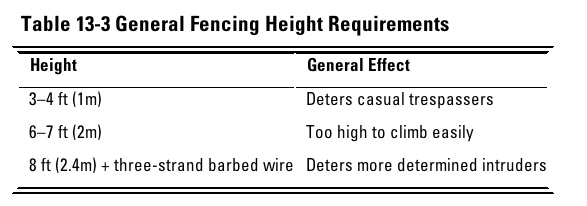 Table 13-3 General Fencing Height Requirements
Height General Effect
3–4 ft (1m) Deters casual trespassers
6–7 ft (2m) Too high to climb easily
8 ft (2.4m) + three-strand barbed wire Deters more determined intruders